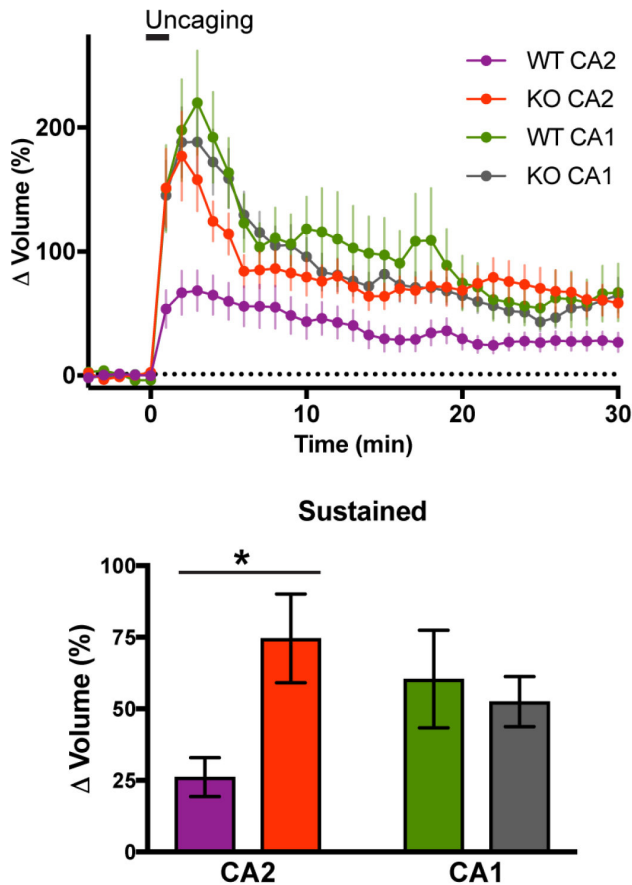 Uncaging
WT CA2
KO CA2
WT CA1
KO CA1
Δ Volume (%)
200
100
0
0 10 20 30
Time (min)
Sustained
*
Δ Volume (%)
100
75
50
25
0
CA2 CA1